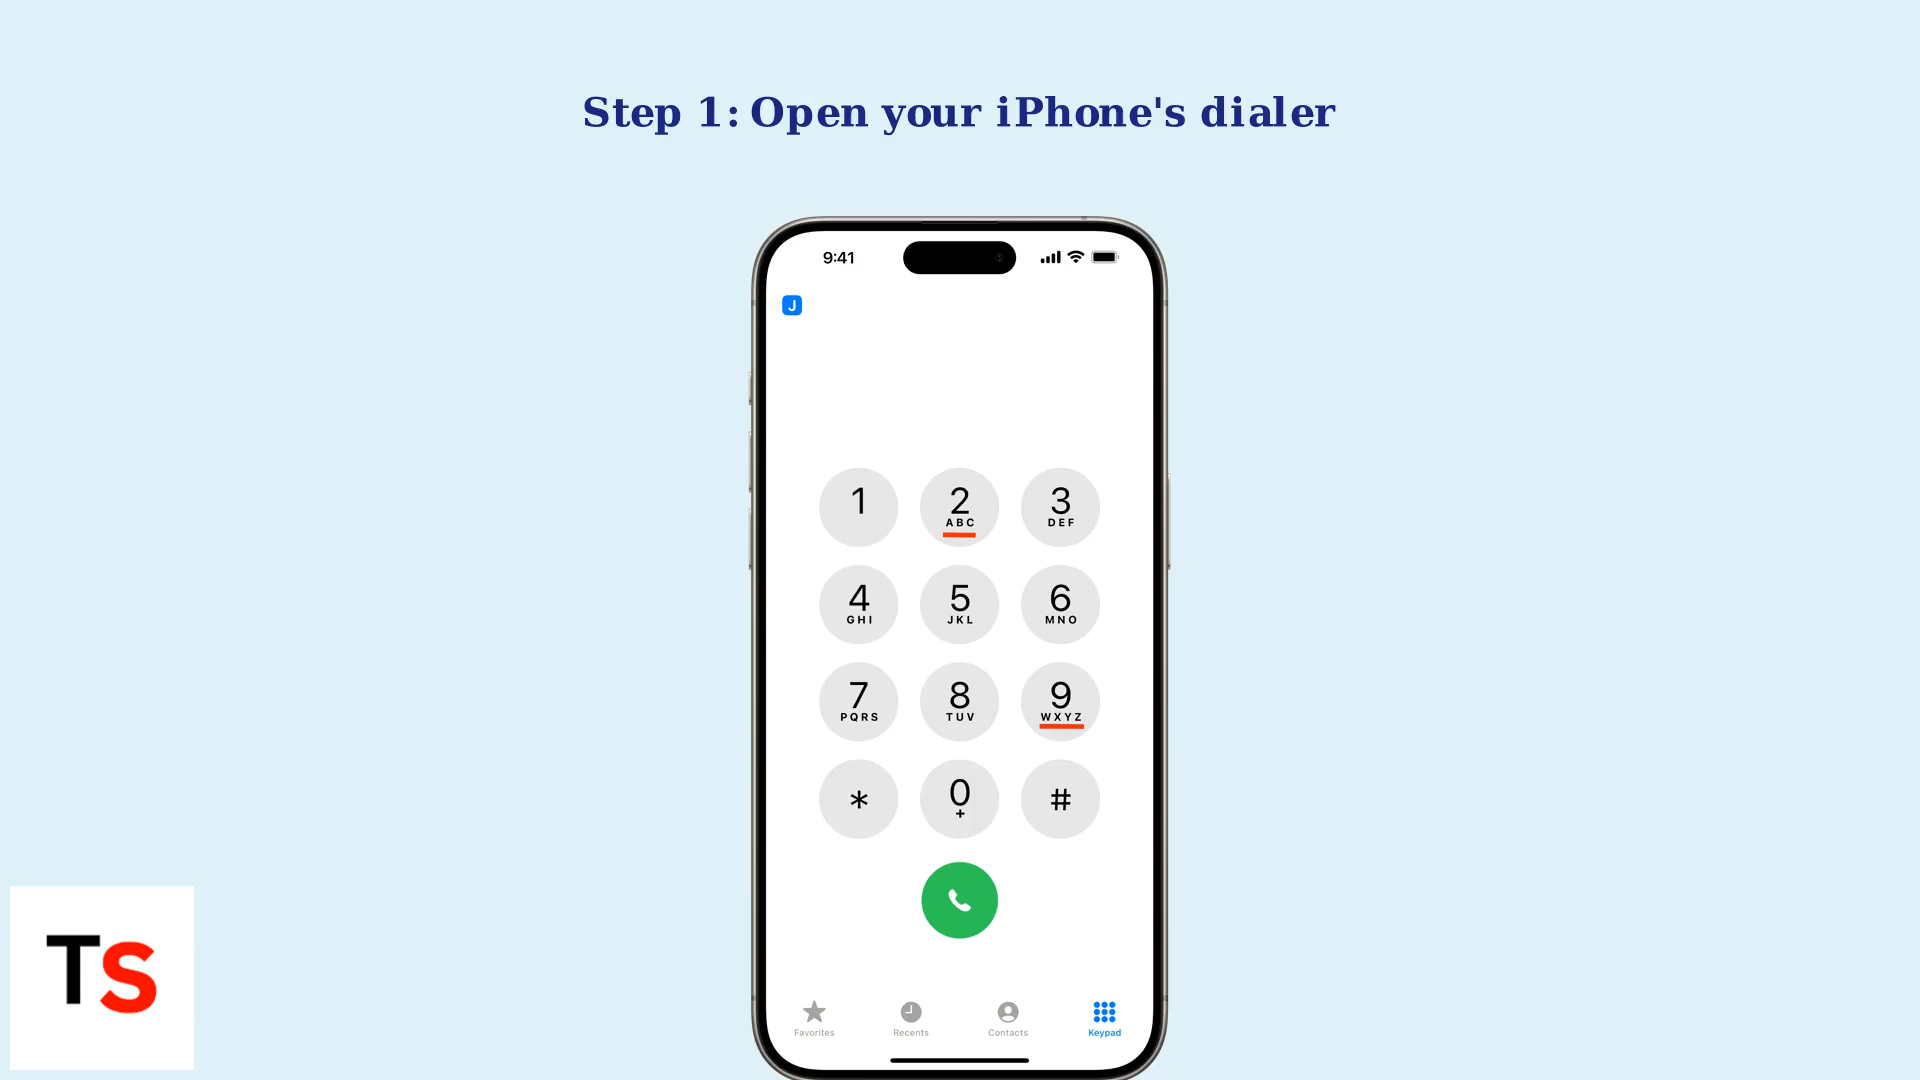 Step 1: Open your iPhone's dialer
9:41
J
1
2
ABC
3
DEF
4
GHI
5
JKL
6
MNO
7
PQRS
8
TUV
9
WXYZ
*
0
+
#
Favorites
Recents
Contacts
Keypad
TS